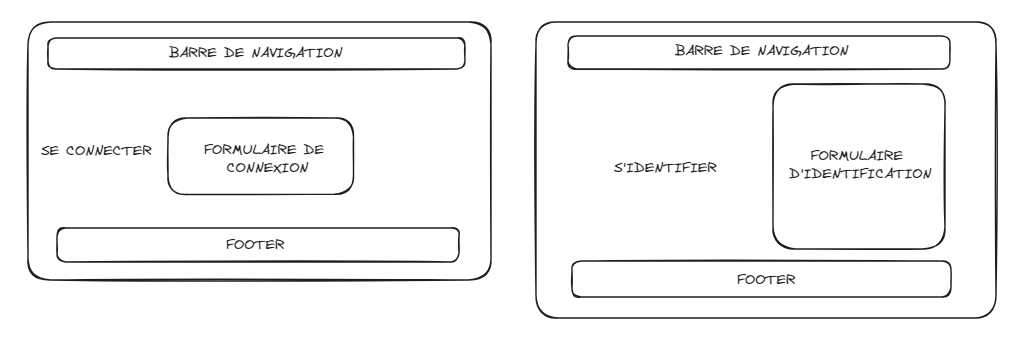 BARRE DE NAVIGATION
SE CONNECTER
FORMULAIRE DE
CONNEXION
FOOTER
BARRE DE NAVIGATION
S'IDENTIFIER
FORMULAIRE
D'IDENTIFICATION
FOOTER